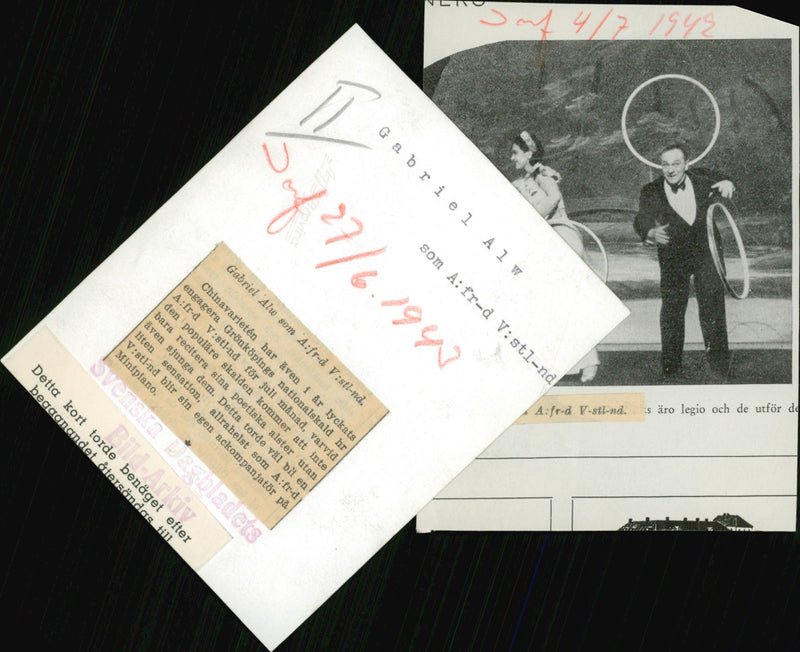 II
Gabriel Alw
som A:fr-d V:stl-nd
27/6. 1943
Gabriel Alw som A:fr-d V:stl-nd.
Chinavarietén har även i år lyckats
engagera Grönköpings nationalskald hr
A:fr-d V:stl-nd för juli månad, varvid
den populäre skalden kommer att inte
bara recitera sina poetiska alster utan
även sjunga dem. Detta torde väl bli en
liten sensation, allrahelst som A:fr-d
V:stl-nd blir sin egen ackompanjatör på
Minipiano.
Svenska Dagbladets
Bild-Arkiv
Detta kort torde benäget efter
begagnandet återsändas till
4/7 1942
A:fr-d V-stl-nd.
äro legio och de utför